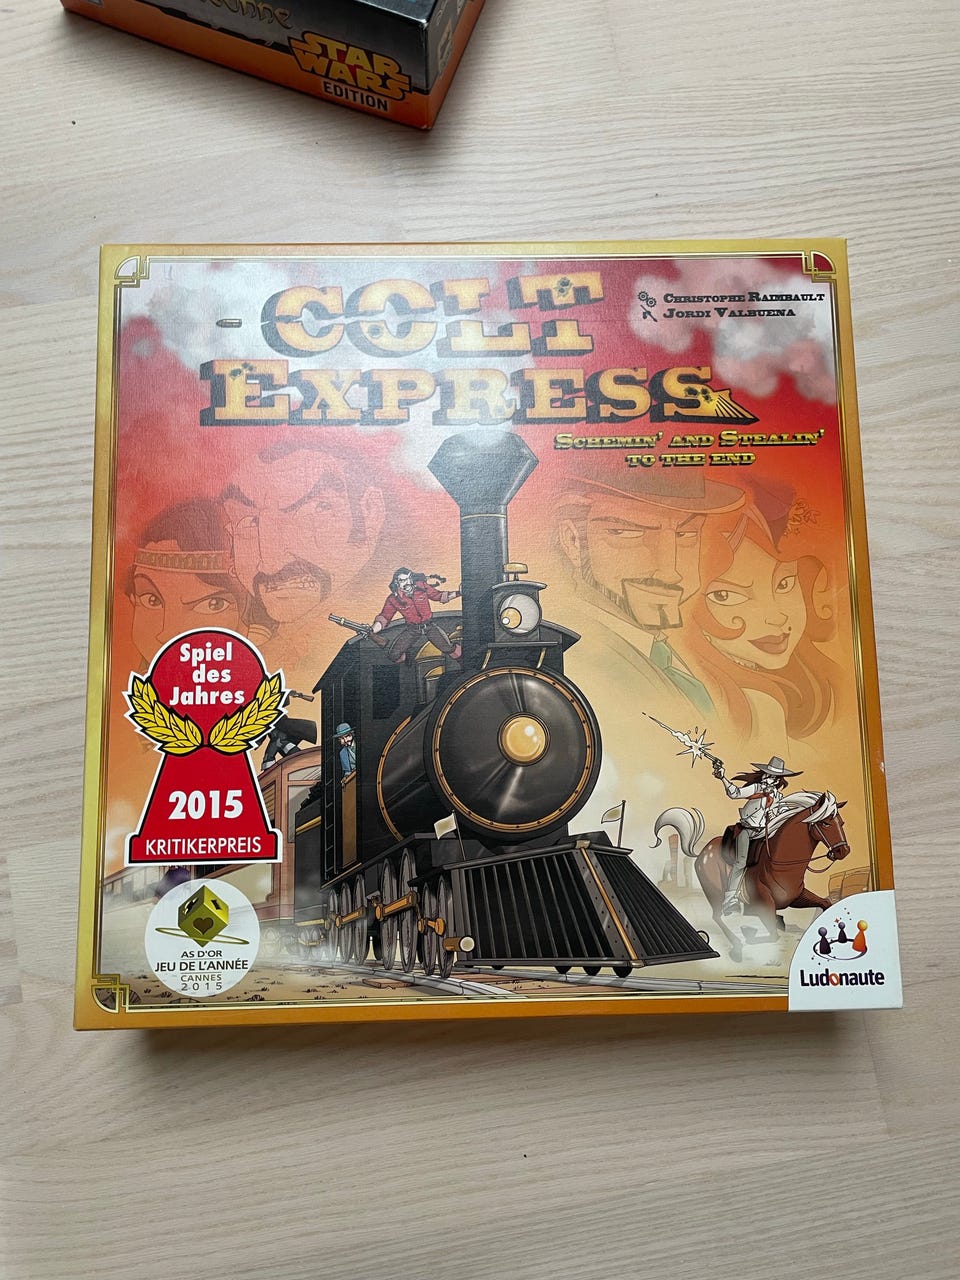 STAR
WARS
EDITION
COLT
EXPRESS
CHRISTOPHE RAIMBAULT
JORDI VALBUENA
SCHEMIN' AND STEALIN'
TO THE END
Spiel
des
Jahres
2015
KRITIKERPREIS
AS D'OR
JEU DE L'ANNÉE
CANNES
2015
Ludonaute